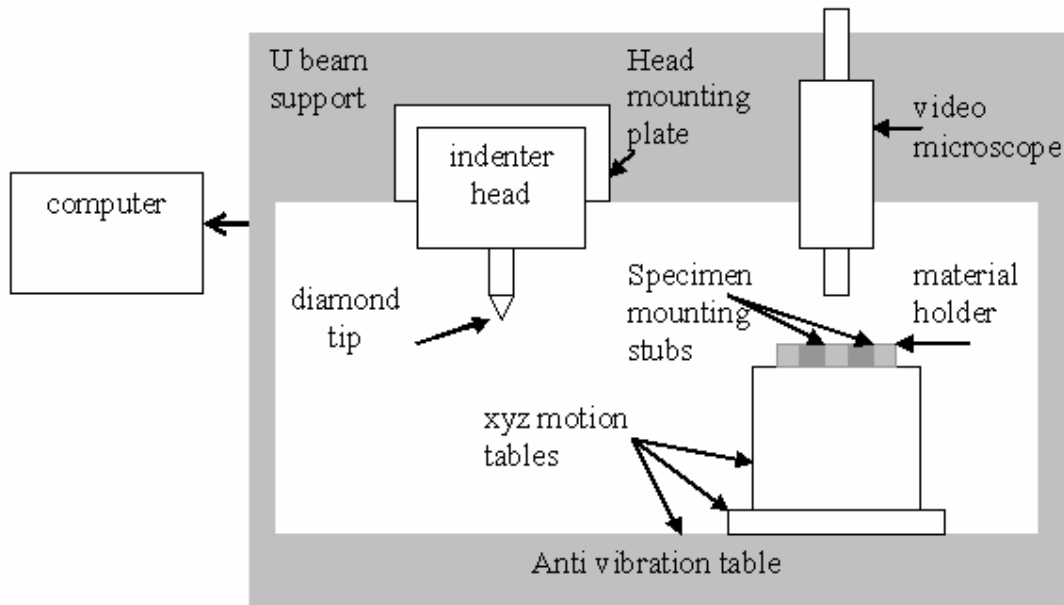 U beam
support
Head
mounting
plate
video
microscope
indenter
head
computer
diamond
tip
Specimen
mounting
stubs
material
holder
xyz motion
tables
Anti vibration table